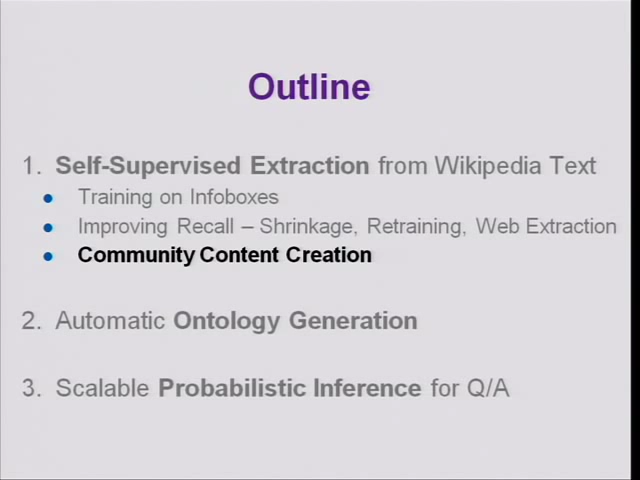 Outline
1. Self-Supervised Extraction from Wikipedia Text
● Training on Infoboxes
● Improving Recall – Shrinkage, Retraining, Web Extraction
● Community Content Creation
2. Automatic Ontology Generation
3. Scalable Probabilistic Inference for Q/A